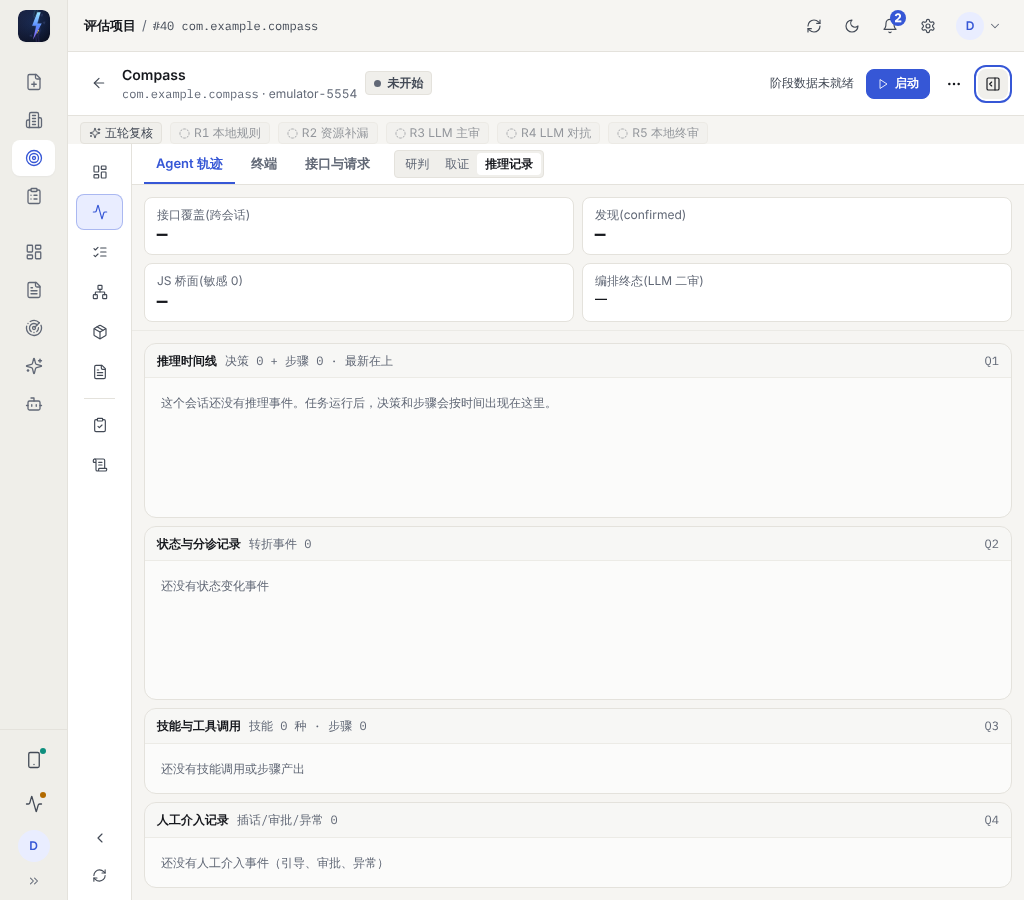 评估项目 / #40 com.example.compass
2
D
Compass
com.example.compass · emulator-5554
未开始
阶段数据未就绪
启动
五轮复核
R1 本地规则
R2 资源补漏
R3 LLM 主审
R4 LLM 对抗
R5 本地终审
Agent 轨迹
终端
接口与请求
研判
取证
推理记录
接口覆盖(跨会话)
—
发现(confirmed)
—
JS 桥面(敏感 0)
—
编排终态(LLM 二审)
—
推理时间线 决策 0 + 步骤 0 · 最新在上
Q1
这个会话还没有推理事件。任务运行后，决策和步骤会按时间出现在这里。
状态与分诊记录 转折事件 0
Q2
还没有状态变化事件
技能与工具调用 技能 0 种 · 步骤 0
Q3
还没有技能调用或步骤产出
人工介入记录 插话/审批/异常 0
Q4
还没有人工介入事件（引导、审批、异常）
D